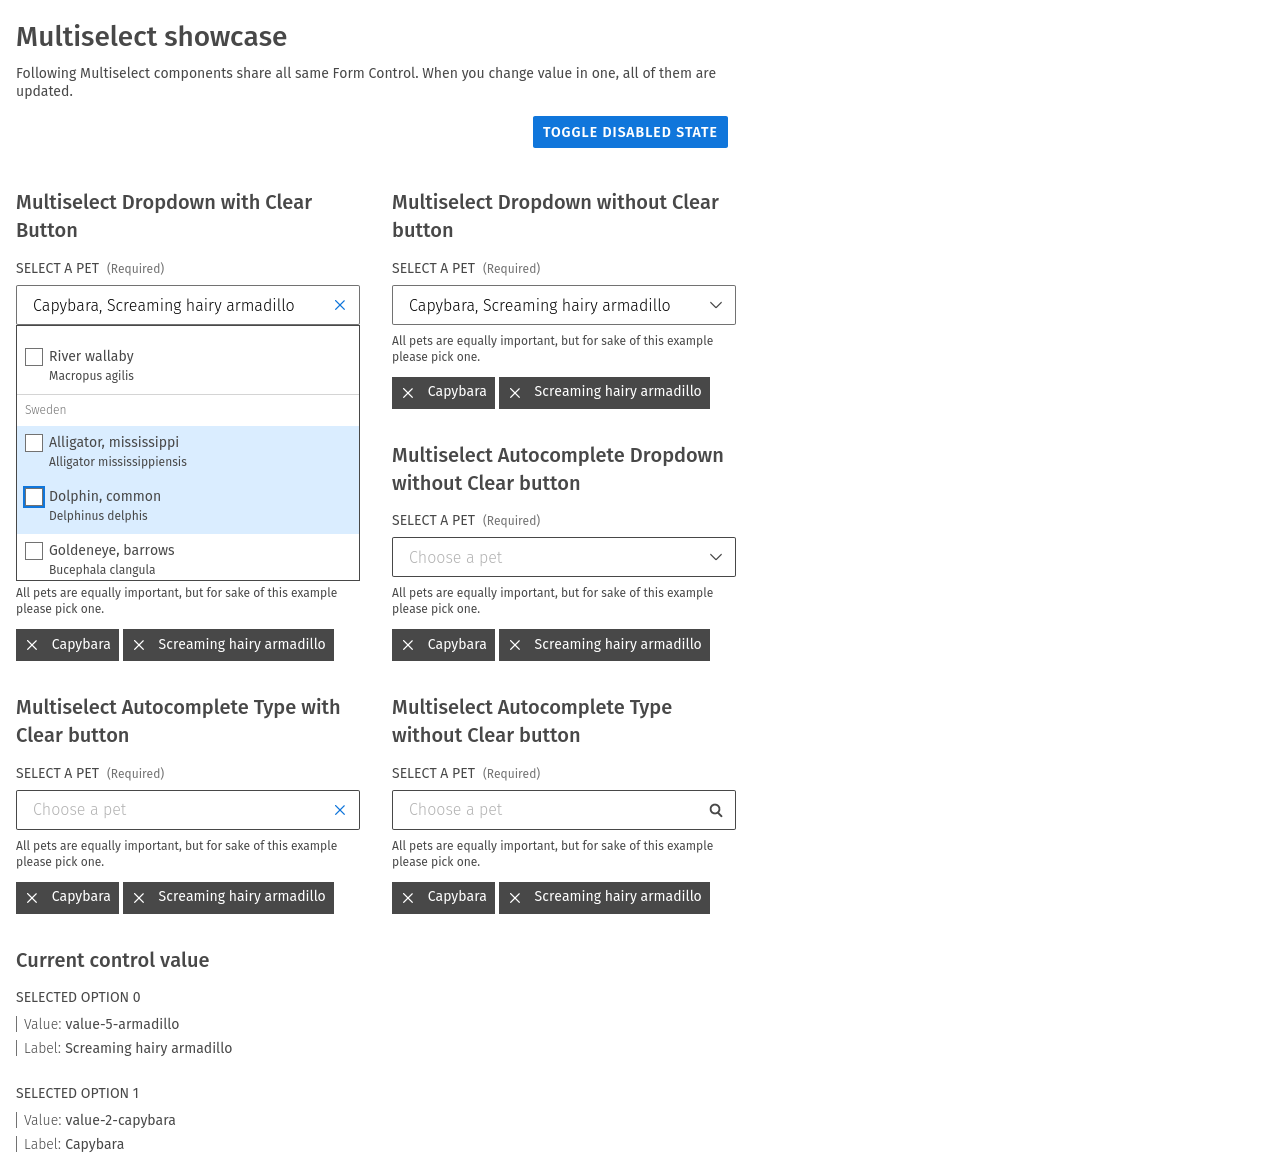 Multiselect showcase
Following Multiselect components share all same Form Control. When you change value in one, all of them are
updated.
TOGGLE DISABLED STATE
Multiselect Dropdown with Clear
Button
SELECT A PET (Required)
Capybara, Screaming hairy armadillo
River wallaby
Macropus agilis
Sweden
Alligator, mississippi
Alligator mississippiensis
Dolphin, common
Delphinus delphis
Goldeneye, barrows
Bucephala clangula
All pets are equally important, but for sake of this example
please pick one.
Capybara
Screaming hairy armadillo
Multiselect Dropdown without Clear
button
SELECT A PET (Required)
Capybara, Screaming hairy armadillo
All pets are equally important, but for sake of this example
please pick one.
Capybara
Screaming hairy armadillo
Multiselect Autocomplete Dropdown
without Clear button
SELECT A PET (Required)
Choose a pet
All pets are equally important, but for sake of this example
please pick one.
Capybara
Screaming hairy armadillo
Multiselect Autocomplete Type with
Clear button
SELECT A PET (Required)
Choose a pet
All pets are equally important, but for sake of this example
please pick one.
Capybara
Screaming hairy armadillo
Multiselect Autocomplete Type
without Clear button
SELECT A PET (Required)
Choose a pet
All pets are equally important, but for sake of this example
please pick one.
Capybara
Screaming hairy armadillo
Current control value
SELECTED OPTION 0
Value: value-5-armadillo
Label: Screaming hairy armadillo
SELECTED OPTION 1
Value: value-2-capybara
Label: Capybara